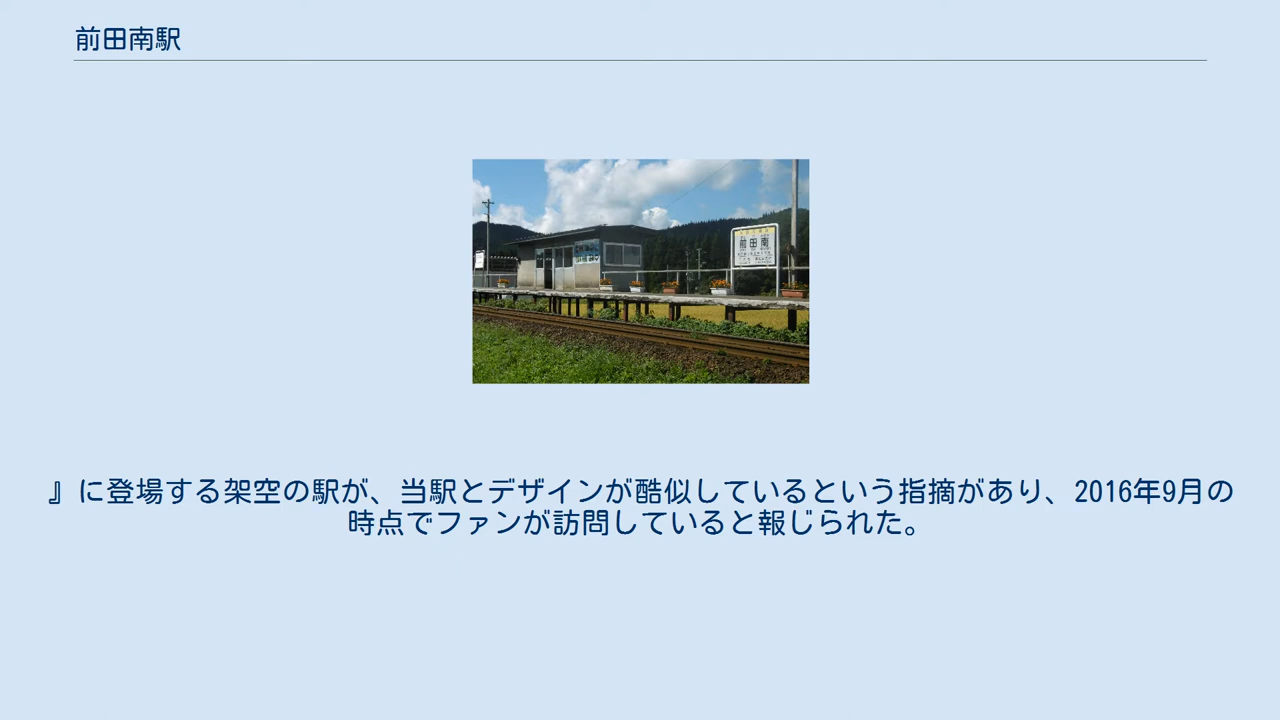 前田南駅
前田南
』に登場する架空の駅が、当駅とデザインが酷似しているという指摘があり、2016年9月の
時点でファンが訪問していると報じられた。